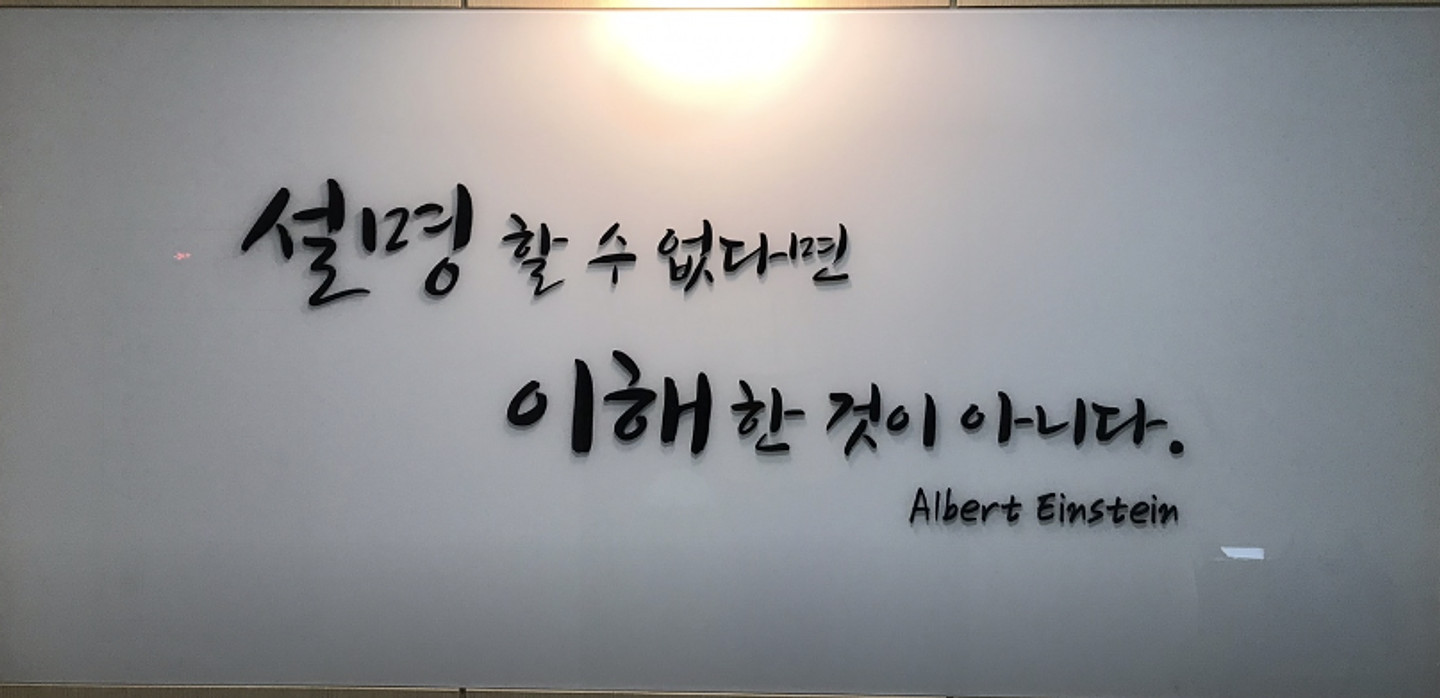 설명 할 수 없다면
이해 한 것이 아니다.
Albert Einstein